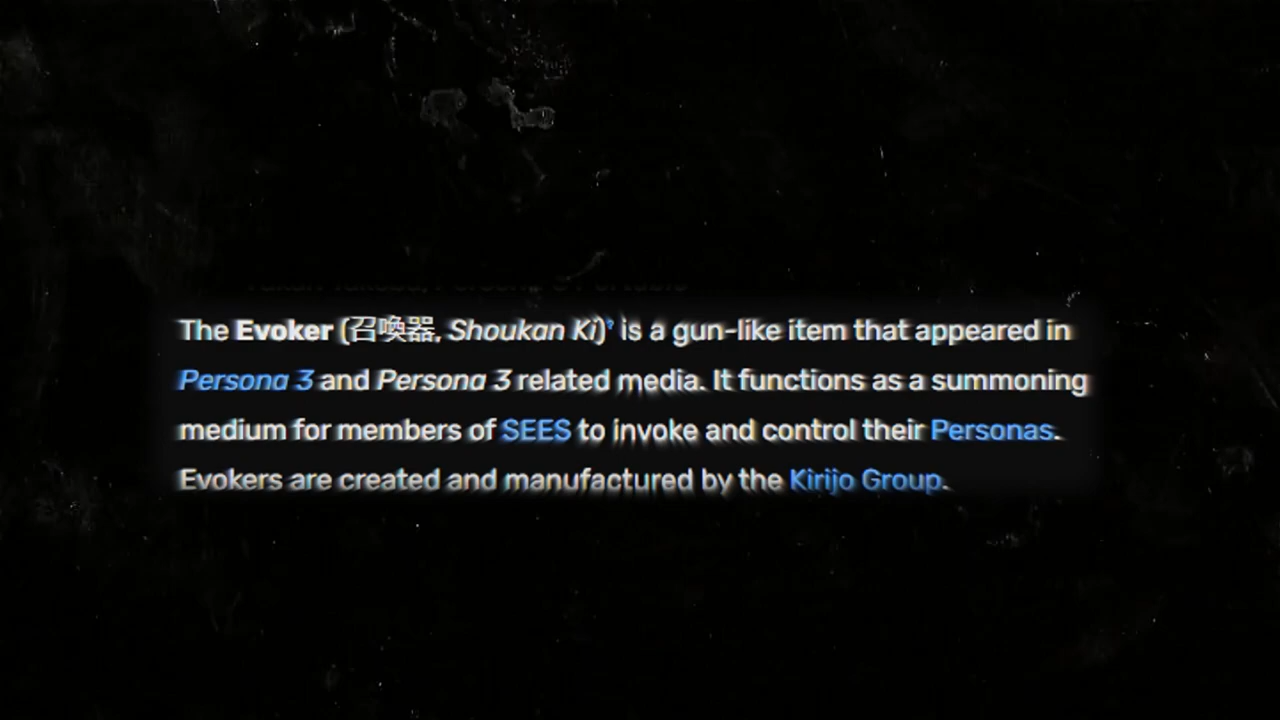 The Evoker (召喚器, Shoukan Ki)? is a gun-like item that appeared in
Persona 3 and Persona 3 related media. It functions as a summoning
medium for members of SEES to invoke and control their Personas.
Evokers are created and manufactured by the Kirijo Group.